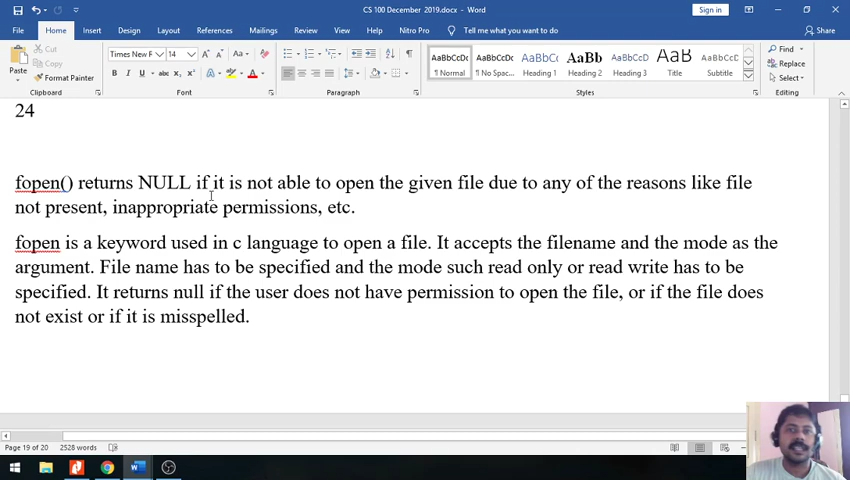 CS 100 December 2019.docx - Word
Sign in
File Home Insert Draw Design Layout References Mailings Review View Help Nitro Pro Tell me what you want to do
Paste
Cut
Copy
Format Painter
Clipboard
Times New F 14
Font
Paragraph
AaBbCcDc AaBbCcDc AaBbCc AaBb AaBbCcD AaB AaBbCcD
¶ Normal ¶ No Spac... Heading 1 Heading 2 Heading 3 Title Subtitle
Styles
Find
Replace
Select
Editing
24
fopen() returns NULL if it is not able to open the given file due to any of the reasons like file
not present, inappropriate permissions, etc.
fopen is a keyword used in c language to open a file. It accepts the filename and the mode as the
argument. File name has to be specified and the mode such read only or read write has to be
specified. It returns null if the user does not have permission to open the file, or if the file does
not exist or if it is misspelled.
Page 19 of 20 2528 words